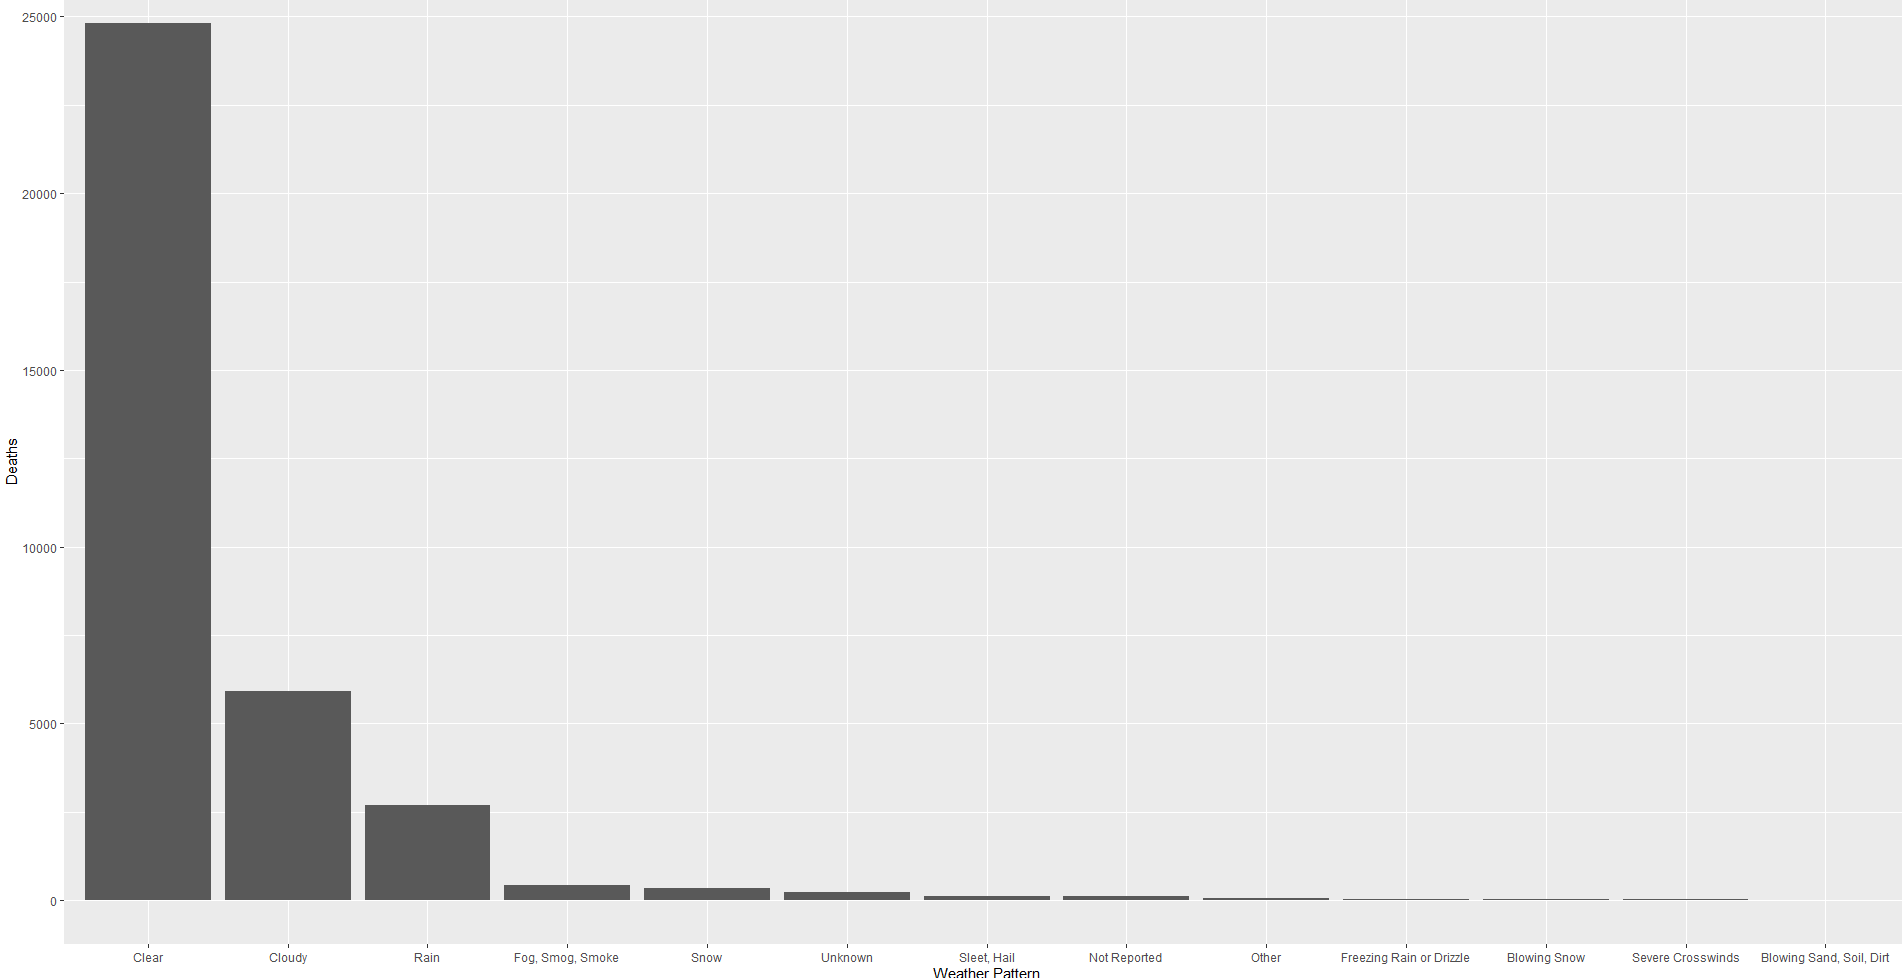 25000
20000
15000
10000
5000
0
Deaths
Clear Cloudy Rain Fog, Smog, Smoke Snow Unknown Sleet, Hail Not Reported Other Freezing Rain or Drizzle Blowing Snow Severe Crosswinds Blowing Sand, Soil, Dirt
Weather Pattern